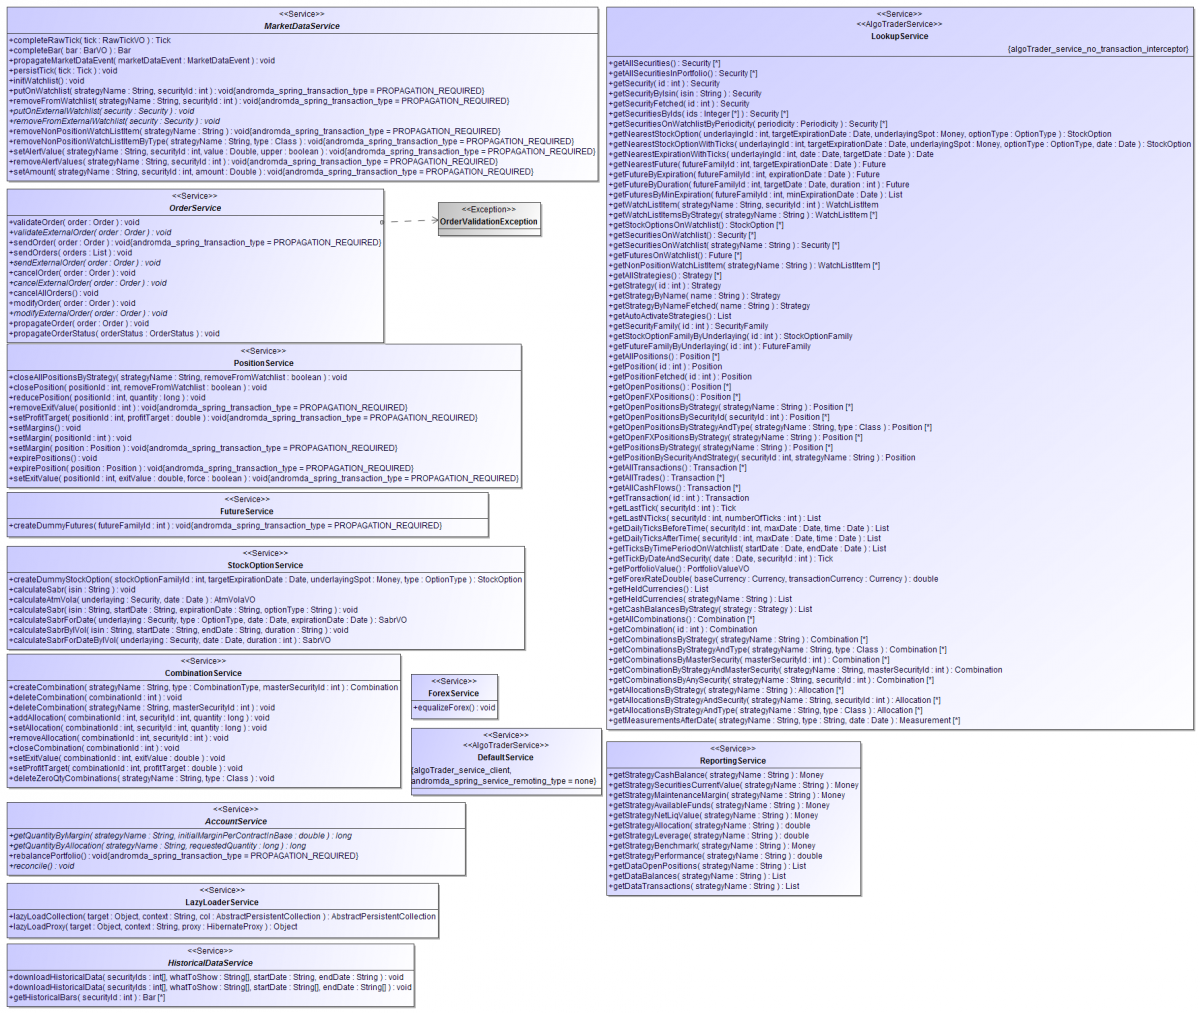 <<Service>>
MarketDataService
+completeRawTick( tick : RawTickVO ) : Tick
+completeBar( bar : BarVO ) : Bar
+propagateMarketDataEvent( marketDataEvent : MarketDataEvent ) : void
+persistTick( tick : Tick ) : void
+initWatchlist() : void
+putOnWatchlist( strategyName : String, securityId : int ) : void{andromda_spring_transaction_type = PROPAGATION_REQUIRED}
+removeFromWatchlist( strategyName : String, securityId : int ) : void{andromda_spring_transaction_type = PROPAGATION_REQUIRED}
+putOnExternalWatchlist( security : Security ) : void
+removeFromExternalWatchlist( security : Security ) : void
+removeNonPositionWatchListItem( strategyName : String ) : void{andromda_spring_transaction_type = PROPAGATION_REQUIRED}
+removeNonPositionWatchListItemByType( strategyName : String, type : Class ) : void{andromda_spring_transaction_type = PROPAGATION_REQUIRED}
+setAlertValue( strategyName : String, securityId : int, value : Double, upper : boolean ) : void{andromda_spring_transaction_type = PROPAGATION_REQUIRED}
+removeAlertValues( strategyName : String, securityId : int ) : void{andromda_spring_transaction_type = PROPAGATION_REQUIRED}
+setAmount( strategyName : String, securityId : int, amount : Double ) : void{andromda_spring_transaction_type = PROPAGATION_REQUIRED}
<<Service>>
OrderService
+validateOrder( order : Order ) : void
+validateExternalOrder( order : Order ) : void
+sendOrder( order : Order ) : void{andromda_spring_transaction_type = PROPAGATION_REQUIRED}
+sendOrders( orders : List ) : void
+sendExternalOrder( order : Order ) : void
+cancelOrder( order : Order ) : void
+cancelExternalOrder( order : Order ) : void
+cancelAllOrders() : void
+modifyOrder( order : Order ) : void
+modifyExternalOrder( order : Order ) : void
+propagateOrder( order : Order ) : void
+propagateOrderStatus( orderStatus : OrderStatus ) : void
<<Exception>>
OrderValidationException
<<Service>>
PositionService
+closeAllPositionsByStrategy( strategyName : String, removeFromWatchlist : boolean ) : void
+closePosition( positionId : int, removeFromWatchlist : boolean ) : void
+reducePosition( positionId : int, quantity : long ) : void
+removeExitValue( positionId : int ) : void{andromda_spring_transaction_type = PROPAGATION_REQUIRED}
+setProfitTarget( positionId : int, profitTarget : double ) : void{andromda_spring_transaction_type = PROPAGATION_REQUIRED}
+setMargins() : void
+setMargin( positionId : int ) : void
+setMargin( position : Position ) : void{andromda_spring_transaction_type = PROPAGATION_REQUIRED}
+expirePositions() : void
+expirePosition( position : Position ) : void{andromda_spring_transaction_type = PROPAGATION_REQUIRED}
+setExitValue( positionId : int, exitValue : double, force : boolean ) : void{andromda_spring_transaction_type = PROPAGATION_REQUIRED}
<<Service>>
FutureService
+createDummyFutures( futureFamilyId : int ) : void{andromda_spring_transaction_type = PROPAGATION_REQUIRED}
<<Service>>
StockOptionService
+createDummyStockOption( stockOptionFamilyId : int, targetExpirationDate : Date, underlayingSpot : Money, type : OptionType ) : StockOption
+calculateSabr( isin : String ) : void
+calculateAtmVola( underlaying : Security, date : Date ) : AtmVolaVO
+calculateSabr( isin : String, startDate : String, expirationDate : String, optionType : String ) : void
+calculateSabrForDate( underlaying : Security, type : OptionType, date : Date, expirationDate : Date ) : SabrVO
+calculateSabrByIVol( isin : String, startDate : String, endDate : String, duration : String ) : void
+calculateSabrForDateByIVol( underlaying : Security, date : Date, duration : int ) : SabrVO
<<Service>>
CombinationService
+createCombination( strategyName : String, type : CombinationType, masterSecurityId : int ) : Combination
+deleteCombination( combinationId : int ) : void
+deleteCombination( strategyName : String, masterSecurityId : int ) : void
+addAllocation( combinationId : int, securityId : int, quantity : long ) : void
+setAllocation( combinationId : int, securityId : int, quantity : long ) : void
+removeAllocation( combinationId : int, securityId : int ) : void
+closeCombination( combinationId : int ) : void
+setExitValue( combinationId : int, exitValue : double ) : void
+setProfitTarget( combinationId : int, profitTarget : double ) : void
+deleteZeroQtyCombinations( strategyName : String, type : Class ) : void
<<Service>>
ForexService
+equalizeForex() : void
<<Service>>
<<AlgoTraderService>>
DefaultService
{algoTrader_service_client,
andromda_spring_service_remoting_type = none}
<<Service>>
AccountService
+getQuantityByMargin( strategyName : String, initialMarginPerContractInBase : double ) : long
+getQuantityByAllocation( strategyName : String, requestedQuantity : long ) : long
+rebalancePortfolio() : void{andromda_spring_transaction_type = PROPAGATION_REQUIRED}
+reconcile() : void
<<Service>>
LazyLoaderService
+lazyLoadCollection( target : Object, context : String, col : AbstractPersistentCollection ) : AbstractPersistentCollection
+lazyLoadProxy( target : Object, context : String, proxy : HibernateProxy ) : Object
<<Service>>
HistoricalDataService
+downloadHistoricalData( securityIds : int[], whatToShow : String[], startDate : String, endDate : String ) : void
+downloadHistoricalData( securityIds : int[], whatToShow : String[], startDate : String[], endDate : String[] ) : void
+getHistoricalBars( securityId : int ) : Bar [*]
<<Service>>
<<AlgoTraderService>>
LookupService
{algoTrader_service_no_transaction_interceptor}
+getAllSecurities() : Security [*]
+getAllSecuritiesInPortfolio() : Security [*]
+getSecurity( id : int ) : Security
+getSecurityByIsin( isin : String ) : Security
+getSecurityFetched( id : int ) : Security
+getSecuritiesByIds( ids : Integer [*] ) : Security [*]
+getSecuritiesOnWatchlistByPeriodicity( periodicity : Periodicity ) : Security [*]
+getNearestStockOption( underlayingId : int, targetExpirationDate : Date, underlayingSpot : Money, optionType : OptionType ) : StockOption
+getNearestStockOptionWithTicks( underlayingId : int, targetExpirationDate : Date, underlayingSpot : Money, optionType : OptionType, date : Date ) : StockOption
+getNearestExpirationWithTicks( underlayingId : int, date : Date, targetDate : Date ) : Date
+getNearestFuture( futureFamilyId : int, targetExpirationDate : Date ) : Future
+getFutureByExpiration( futureFamilyId : int, expirationDate : Date ) : Future
+getFutureByDuration( futureFamilyId : int, targetDate : Date, duration : int ) : Future
+getFuturesByMinExpiration( futureFamilyId : int, minExpirationDate : Date ) : List
+getWatchListItem( strategyName : String, securityId : int ) : WatchListItem
+getWatchListItemsByStrategy( strategyName : String ) : WatchListItem [*]
+getStockOptionsOnWatchlist() : StockOption [*]
+getSecuritiesOnWatchlist() : Security [*]
+getSecuritiesOnWatchlist( strategyName : String ) : Security [*]
+getFuturesOnWatchlist() : Future [*]
+getNonPositionWatchListItem( strategyName : String ) : WatchListItem [*]
+getAllStrategies() : Strategy [*]
+getStrategy( id : int ) : Strategy
+getStrategyByName( name : String ) : Strategy
+getStrategyByNameFetched( name : String ) : Strategy
+getAutoActivateStrategies() : List
+getSecurityFamily( id : int ) : SecurityFamily
+getStockOptionFamilyByUnderlaying( id : int ) : StockOptionFamily
+getFutureFamilyByUnderlaying( id : int ) : FutureFamily
+getAllPositions() : Position [*]
+getPosition( id : int ) : Position
+getPositionFetched( id : int ) : Position
+getOpenPositions() : Position [*]
+getOpenFXPositions() : Position [*]
+getOpenPositionsByStrategy( strategyName : String ) : Position [*]
+getOpenPositionsBySecurityId( securityId : int ) : Position [*]
+getOpenPositionsByStrategyAndType( strategyName : String, type : Class ) : Position [*]
+getOpenFXPositionsByStrategy( strategyName : String ) : Position [*]
+getPositionsByStrategy( strategyName : String ) : Position [*]
+getPositionBySecurityAndStrategy( securityId : int, strategyName : String ) : Position
+getAllTransactions() : Transaction [*]
+getAllTrades() : Transaction [*]
+getAllCashFlows() : Transaction [*]
+getTransaction( id : int ) : Transaction
+getLastTick( securityId : int ) : Tick
+getLastNTicks( securityId : int, numberOfTicks : int ) : List
+getDailyTicksBeforeTime( securityId : int, maxDate : Date, time : Date ) : List
+getDailyTicksAfterTime( securityId : int, maxDate : Date, time : Date ) : List
+getTicksByTimePeriodOnWatchlist( startDate : Date, endDate : Date ) : List
+getTickByDateAndSecurity( date : Date, securityId : int ) : Tick
+getPortfolioValue() : PortfolioValueVO
+getForexRateDouble( baseCurrency : Currency, transactionCurrency : Currency ) : double
+getHeldCurrencies() : List
+getHeldCurrencies( strategyName : String ) : List
+getCashBalancesByStrategy( strategy : Strategy ) : List
+getAllCombinations() : Combination [*]
+getCombination( id : int ) : Combination
+getCombinationsByStrategy( strategyName : String ) : Combination [*]
+getCombinationsByStrategyAndType( strategyName : String, type : Class ) : Combination [*]
+getCombinationsByMasterSecurity( masterSecurityId : int ) : Combination [*]
+getCombinationByStrategyAndMasterSecurity( strategyName : String, masterSecurityId : int ) : Combination
+getCombinationsByAnySecurity( strategyName : String, securityId : int ) : Combination [*]
+getAllocationsByStrategy( strategyName : String ) : Allocation [*]
+getAllocationsByStrategyAndSecurity( strategyName : String, securityId : int ) : Allocation [*]
+getAllocationsByStrategyAndType( strategyName : String, type : Class ) : Allocation [*]
+getMeasurementsAfterDate( strategyName : String, type : String, date : Date ) : Measurement [*]
<<Service>>
ReportingService
+getStrategyCashBalance( strategyName : String ) : Money
+getStrategySecuritiesCurrentValue( strategyName : String ) : Money
+getStrategyMaintenanceMargin( strategyName : String ) : Money
+getStrategyAvailableFunds( strategyName : String ) : Money
+getStrategyNetLiqValue( strategyName : String ) : Money
+getStrategyAllocation( strategyName : String ) : double
+getStrategyLeverage( strategyName : String ) : double
+getStrategyBenchmark( strategyName : String ) : Money
+getStrategyPerformance( strategyName : String ) : double
+getDataOpenPositions( strategyName : String ) : List
+getDataBalances( strategyName : String ) : List
+getDataTransactions( strategyName : String ) : List